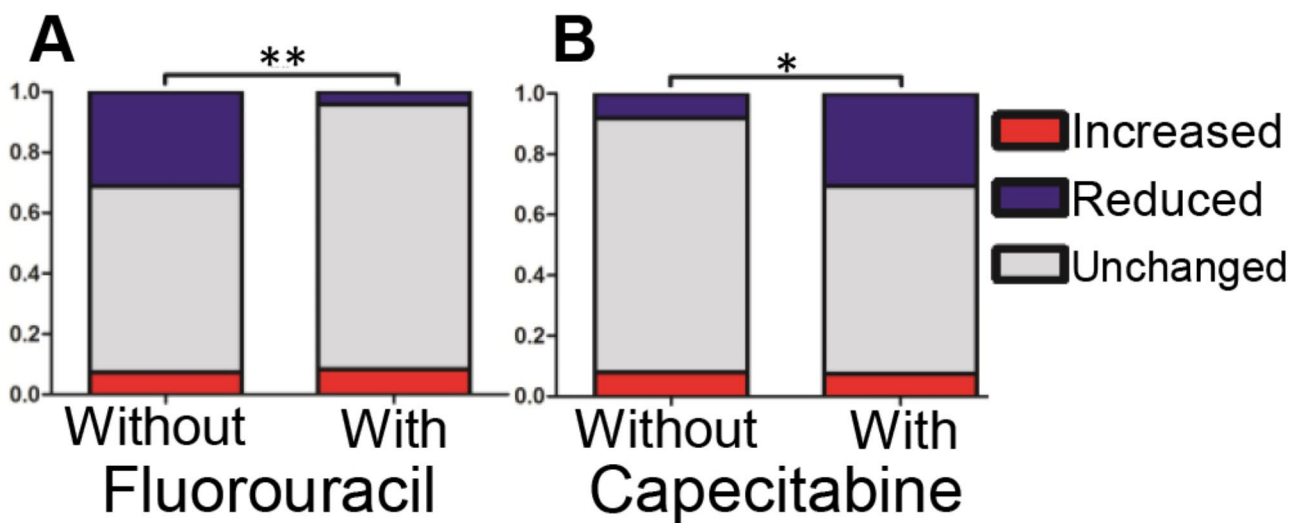 A
B
**
*
1.0
0.8
0.6
0.4
0.2
0.0
1.0
0.8
0.6
0.4
0.2
0.0
Increased
Reduced
Unchanged
Without With
Without With
Fluorouracil
Capecitabine